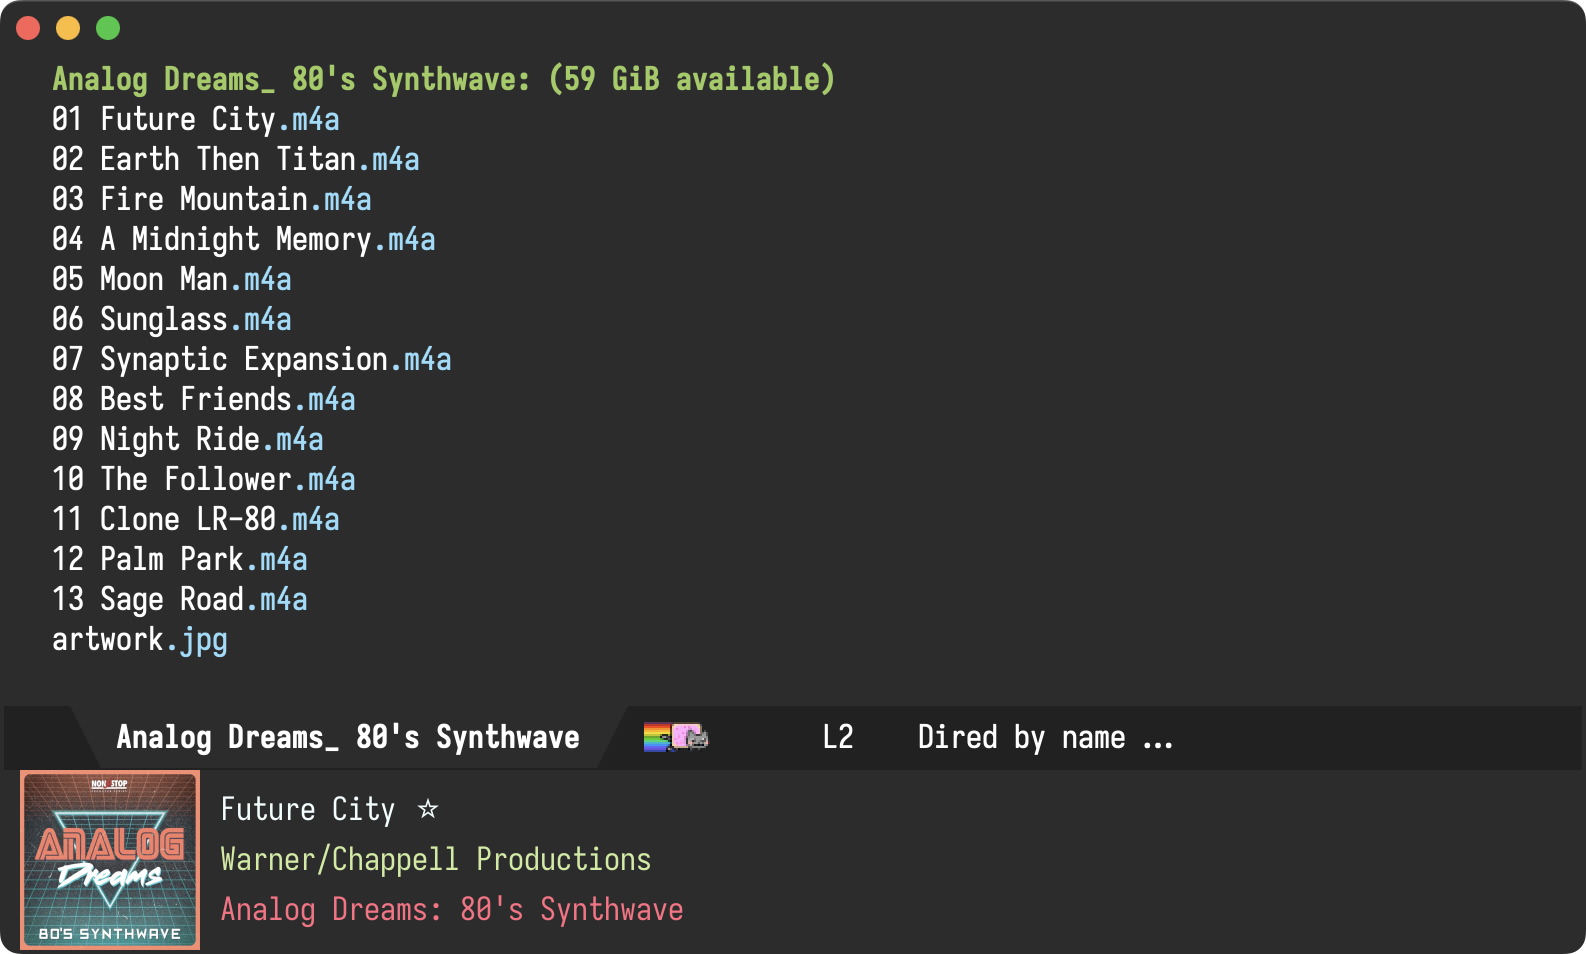 Analog Dreams_ 80's Synthwave: (59 GiB available)
01 Future City.m4a
02 Earth Then Titan.m4a
03 Fire Mountain.m4a
04 A Midnight Memory.m4a
05 Moon Man.m4a
06 Sunglass.m4a
07 Synaptic Expansion.m4a
08 Best Friends.m4a
09 Night Ride.m4a
10 The Follower.m4a
11 Clone LR-80.m4a
12 Palm Park.m4a
13 Sage Road.m4a
artwork.jpg
Analog Dreams_ 80's Synthwave L2 Dired by name ...
NON STOP
ANALOG
Dreams
80'S SYNTHWAVE
Future City ☆
Warner/Chappell Productions
Analog Dreams: 80's Synthwave